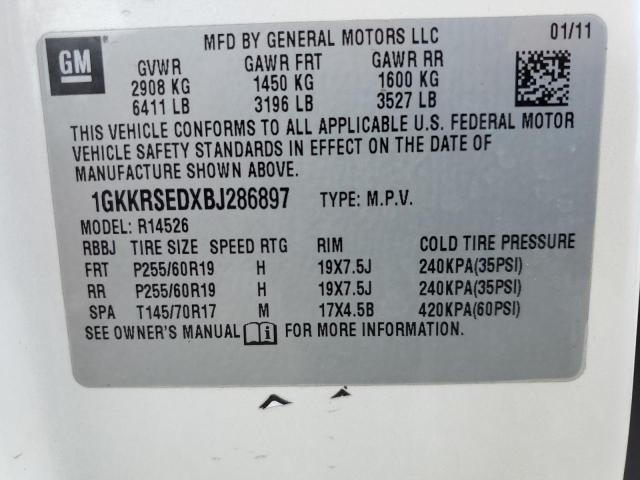 GM
MFD BY GENERAL MOTORS LLC 01/11
GVWR GAWR FRT GAWR RR
2908 KG 1450 KG 1600 KG
6411 LB 3196 LB 3527 LB
THIS VEHICLE CONFORMS TO ALL APPLICABLE U.S. FEDERAL MOTOR
VEHICLE SAFETY STANDARDS IN EFFECT ON THE DATE OF
MANUFACTURE SHOWN ABOVE.
1GKKRSEDXBJ286897 TYPE: M.P.V.
MODEL: R14526
RBBJ TIRE SIZE SPEED RTG RIM COLD TIRE PRESSURE
FRT P255/60R19 H 19X7.5J 240KPA(35PSI)
RR P255/60R19 H 19X7.5J 240KPA(35PSI)
SPA T145/70R17 M 17X4.5B 420KPA(60PSI)
SEE OWNER'S MANUAL FOR MORE INFORMATION.